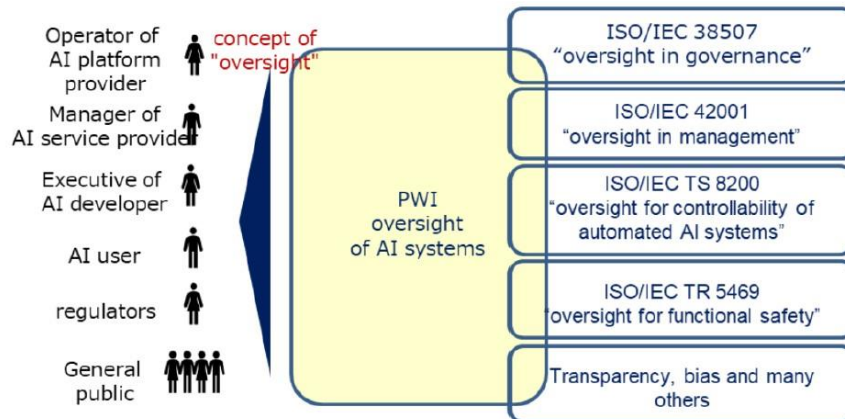 Operator of
AI platform
provider
concept of
"oversight"
Manager of
AI service provider
Executive of
AI developer
AI user
regulators
General
public
PWI
oversight
of AI systems
ISO/IEC 38507
“oversight in governance”
ISO/IEC 42001
“oversight in management”
ISO/IEC TS 8200
“oversight for controllability of
automated AI systems”
ISO/IEC TR 5469
“oversight for functional safety”
Transparency, bias and many
others